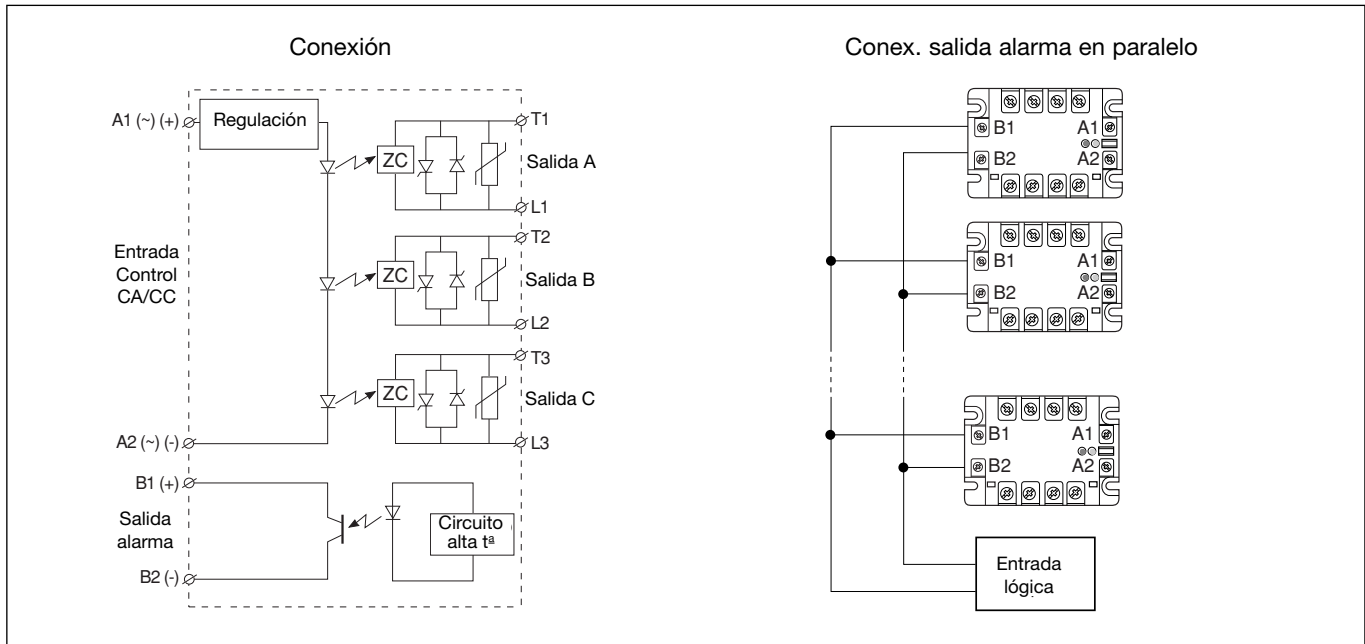 Conexión
A1 (~) (+)
Regulación
ZC
T1
Salida A
L1
Entrada
Control
CA/CC
ZC
T2
Salida B
L2
ZC
T3
Salida C
L3
A2 (~) (-)
B1 (+)
Salida
alarma
B2 (-)
Circuito
alta tª
Conex. salida alarma en paralelo
B1 A1
B2 A2
B1 A1
B2 A2
B1 A1
B2 A2
Entrada
lógica